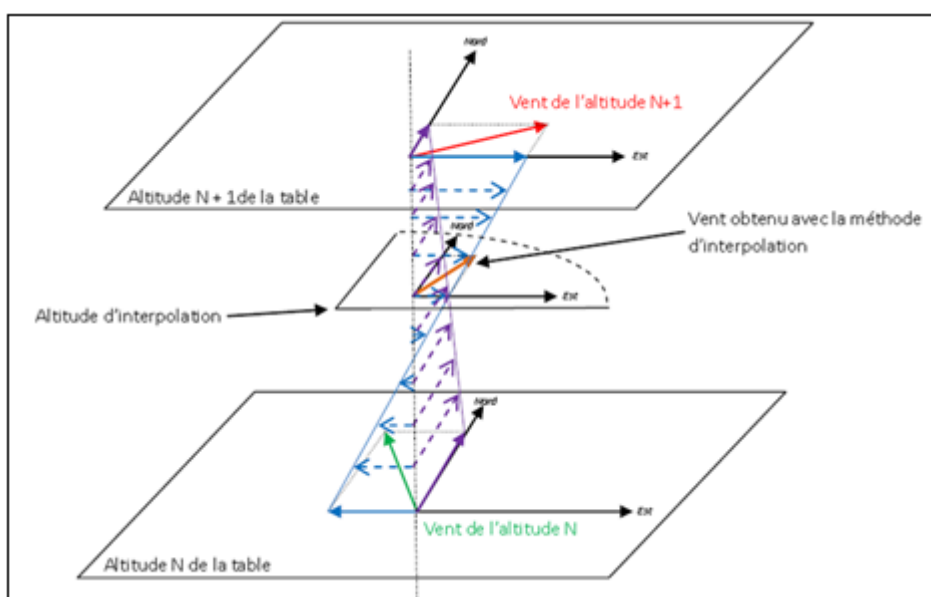 Nord
Vent de l'altitude N+1
Est
Altitude N + 1de la table
Vent obtenu avec la méthode
d'interpolation
Nord
Est
Altitude d'interpolation
Nord
Est
Vent de l'altitude N
Altitude N de la table